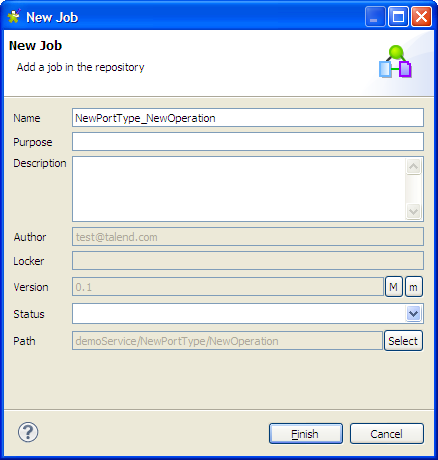 New Job
New Job
Add a job in the repository
Name NewPortType_NewOperation
Purpose
Description
Author test@talend.com
Locker
Version 0.1 M m
Status
Path demoService/NewPortType/NewOperation Select
? Finish Cancel